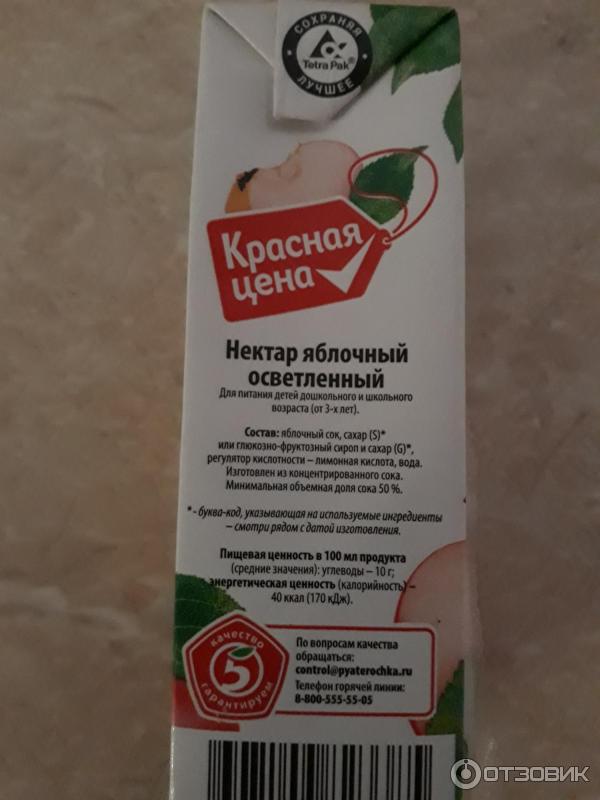 СОХРАНЯЯ
Tetra Pak®
ЛУЧШЕЕ
Красная
цена
Нектар яблочный
осветленный
Для питания детей дошкольного и школьного
возраста (от 3-х лет).
Состав: яблочный сок, сахар (S)*
или глюкозно-фруктозный сироп и сахар (G)*,
регулятор кислотности – лимонная кислота, вода.
Изготовлен из концентрированного сока.
Минимальная объемная доля сока 50 %.
* - буква-код, указывающая на используемые ингредиенты
– смотри рядом с датой изготовления.
Пищевая ценность в 100 мл продукта
(средние значения): углеводы – 10 г;
энергетическая ценность (калорийность) –
40 ккал (170 кДж).
качество
5
гарантируем
По вопросам качества
обращаться:
control@pyaterochka.ru
Телефон горячей линии:
8-800-555-55-05
ОТЗОВИК